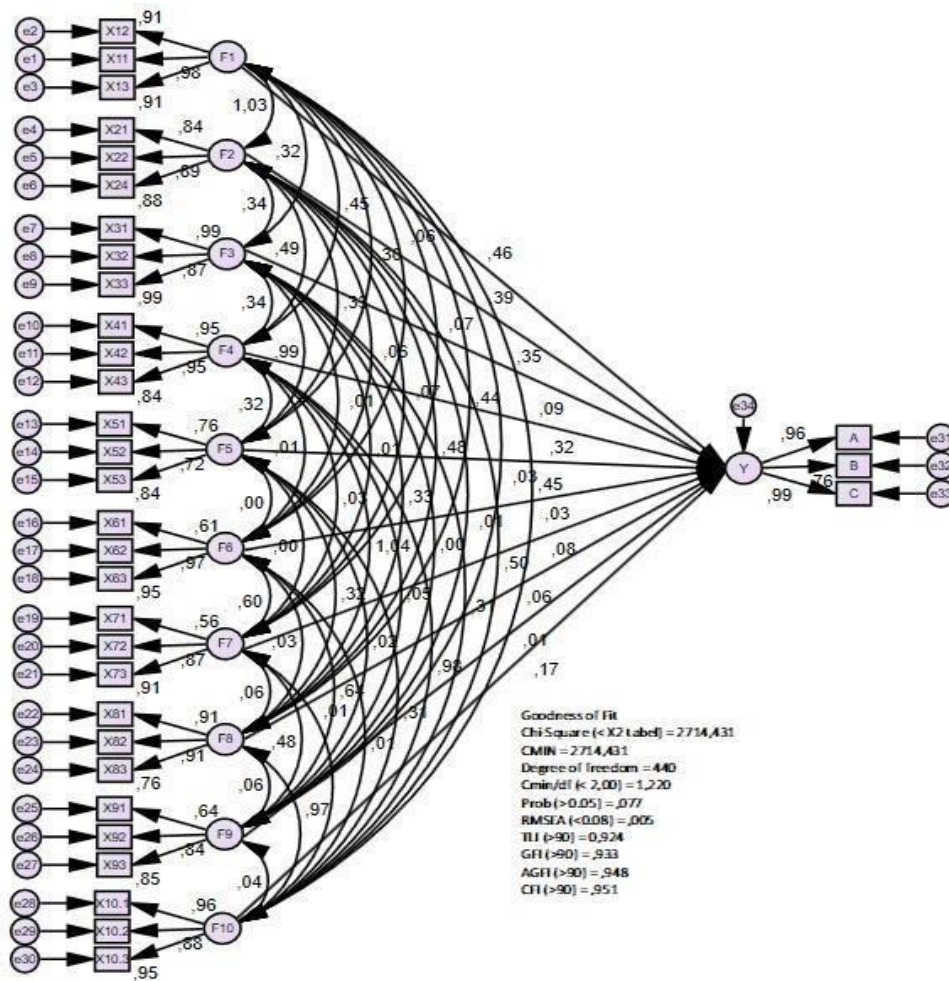 ,91
e2 X12
e1 X11 F1
e3 X13 ,98
,91
1,03
e4 X21 ,84 ,32
e5 X22 F2
e6 X24 ,89
,88
,34 ,45 ,06 ,46
e7 X31 ,99 ,49
e8 X32 F3
e9 X33 ,87
,99 ,34 ,07 ,39
e10 X41 ,95
e11 X42 F4 ,99 ,06 ,35
e12 X43 ,95
,84 ,32 ,01 ,07 ,44 ,09
e13 X51 ,76
e14 X52 F5 ,01 ,01 ,48 ,32
e15 X53 ,72
,84 ,03 ,45
e34
,96 A e31
Y B e32
,76
,99 C e33
,00 ,03 ,33 ,01 ,03
e16 X61 ,61
e17 X62 F6 ,00 1,04 ,00 ,08
e18 X63 ,97 ,50
,95 ,60 ,32 ,05 ,06
e19 X71 ,56
e20 X72 F7 ,03 ,02 ,01
e21 X73 ,87 ,98 ,17
,91 ,06 ,64
e22 X81 ,91 ,01 ,31
e23 X82 F8 ,48 ,01
e24 X83 ,91
,76 ,06
e25 X91 ,64 ,97
e26 X92 F9
e27 X93 ,84
,85 ,04
e28 X10.1 ,96
e29 X10.2 F10
e30 X10.3 ,88
,95
Goodness of Fit
Chi-Square (< X2 tabel) = 2714,431
CMIN = 2714,431
Degree of freedom = 440
Cmin/df (< 2,00) = 1,220
Prob (>0.05) = ,077
RMSEA (<0.08) = ,005
TLI (>90) = 0,924
GFI (>90) = ,933
AGFI (>90) = ,948
CFI (>90) = ,951